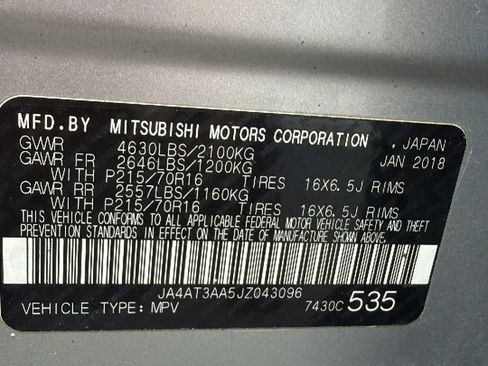 MFD.BY MITSUBISHI MOTORS CORPORATION , JAPAN
GVWR 4630LBS/2100KG JAN 2018
GAWR FR 2646LBS/1200KG
WITH P215/70R16 TIRES 16X6.5J RIMS
GAWR RR 2557LBS/1160KG
WITH P215/70R16 TIRES 16X6.5J RIMS
THIS VEHICLE CONFORMS TO ALL APPLICABLE FEDERAL MOTOR VEHICLE SAFETY AND THEFT
PREVENTION STANDARDS IN EFFECT ON THE DATE OF MANUFACTURE SHOWN ABOVE.
JA4AT3AA5JZ043096
VEHICLE TYPE: MPV 7430C 535